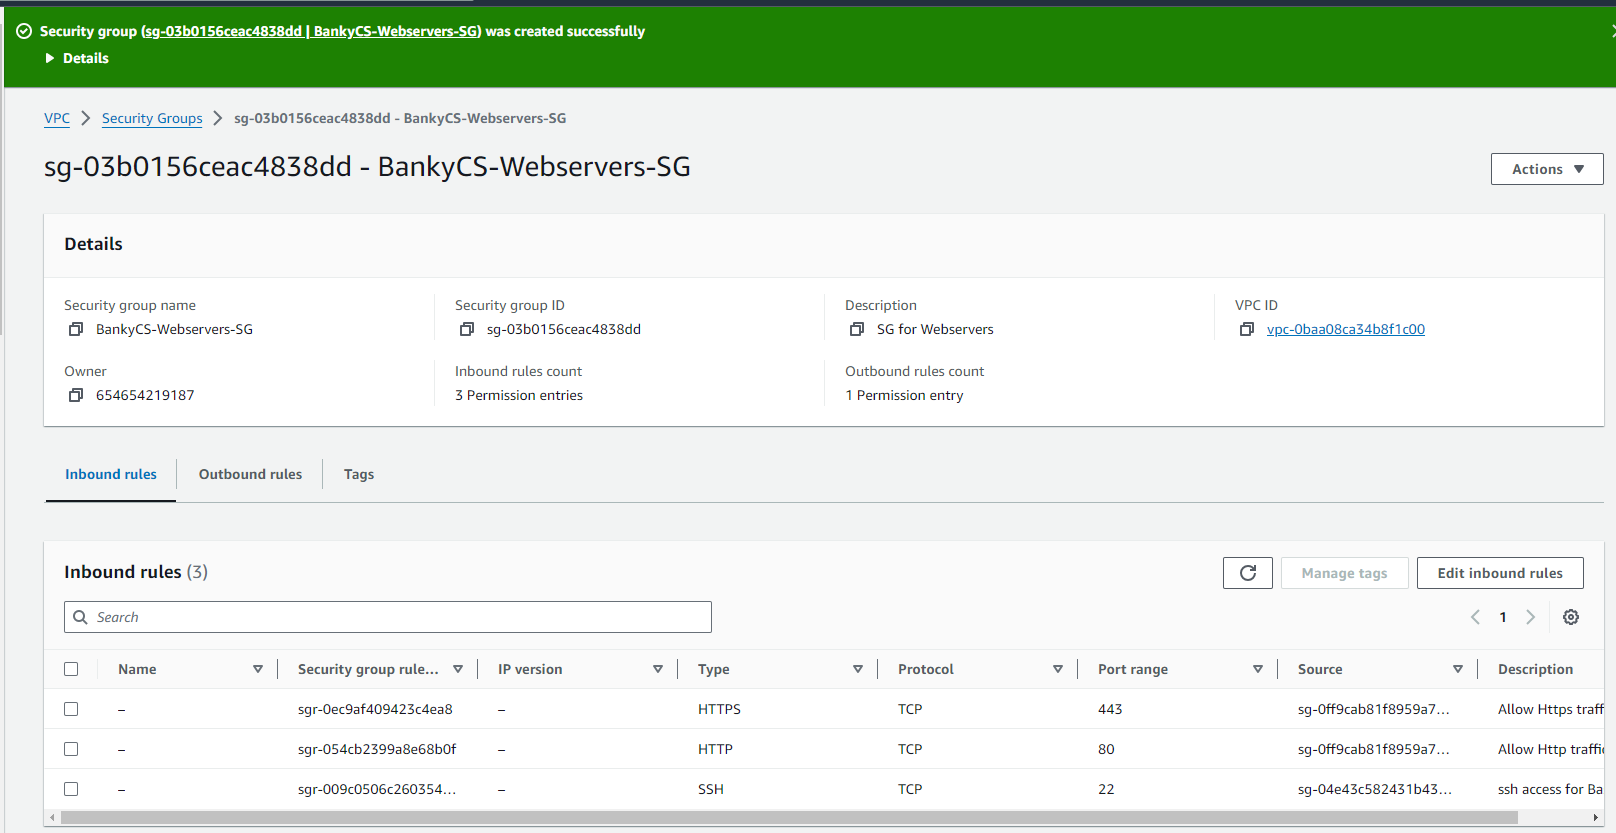 Security group (sg-03b0156ceac4838dd | BankyCS-Webservers-SG) was created successfully
Details
VPC > Security Groups > sg-03b0156ceac4838dd - BankyCS-Webservers-SG
sg-03b0156ceac4838dd - BankyCS-Webservers-SG
Actions
Details
Security group name Security group ID Description VPC ID
BankyCS-Webservers-SG sg-03b0156ceac4838dd SG for Webservers vpc-0baa08ca34b8f1c00
Owner Inbound rules count Outbound rules count
654654219187 3 Permission entries 1 Permission entry
Inbound rules Outbound rules Tags
Inbound rules (3) Manage tags Edit inbound rules
Search 1
Name Security group rule... IP version Type Protocol Port range Source Description
– sgr-0ec9af409423c4ea8 – HTTPS TCP 443 sg-0ff9cab81f8959a7... Allow Https traff
– sgr-054cb2399a8e68b0f – HTTP TCP 80 sg-0ff9cab81f8959a7... Allow Http traffic
– sgr-009c0506c260354... – SSH TCP 22 sg-04e43c582431b43... ssh access for Ba